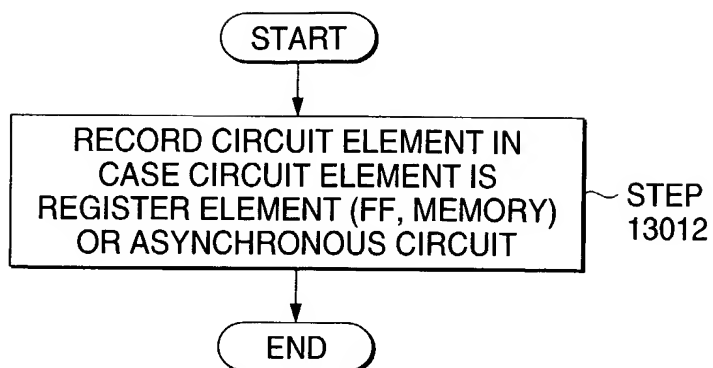 START
RECORD CIRCUIT ELEMENT IN
CASE CIRCUIT ELEMENT IS
REGISTER ELEMENT (FF, MEMORY)
OR ASYNCHRONOUS CIRCUIT
STEP
13012
END